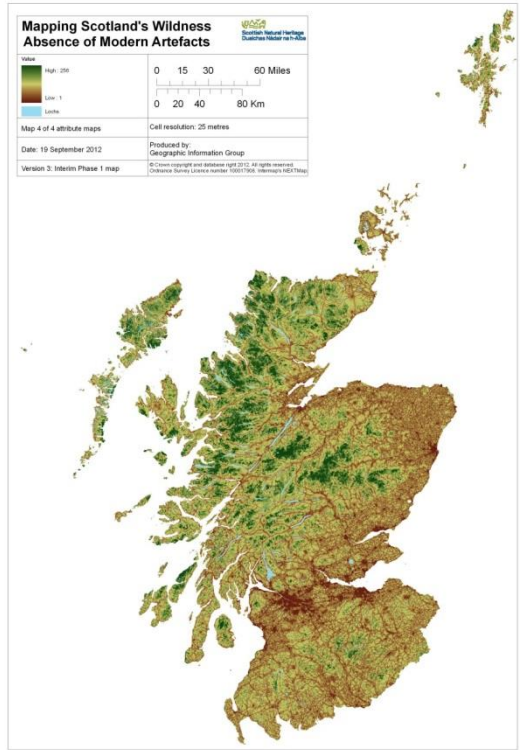 Mapping Scotland's Wildness
Absence of Modern Artefacts
Scottish Natural Heritage
Dualchas Nàdair na h-Alba
Value
High : 256
Low : 1
Lochs
0 15 30 60 Miles
0 20 40 80 Km
Map 4 of 4 attribute maps
Cell resolution: 25 metres
Date: 19 September 2012
Produced by:
Geographic Information Group
Version 3: Interim Phase 1 map
© Crown copyright and database right 2012. All rights reserved.
Ordnance Survey Licence number 100017908. Intermap's NEXTMap